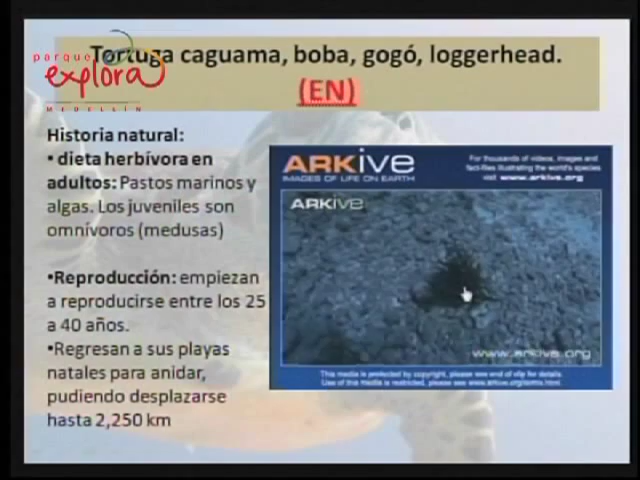 parque
explora
MEDELLÍN
Tortuga caguama, boba, gogó, loggerhead.
(EN)
Historia natural:
• dieta herbívora en
adultos: Pastos marinos y
algas. Los juveniles son
omnívoros (medusas)
•Reproducción: empiezan
a reproducirse entre los 25
a 40 años.
•Regresan a sus playas
natales para anidar,
pudiendo desplazarse
hasta 2,250 km
ARKive
IMAGES OF LIFE ON EARTH
For thousands of videos, images and
fact-files illustrating the world's species
visit www.arkive.org
ARKive
www.arkive.org
This media is protected by copyright, please see end of clip for details.
Use of this media is restricted, please see www.arkive.org/terms.html